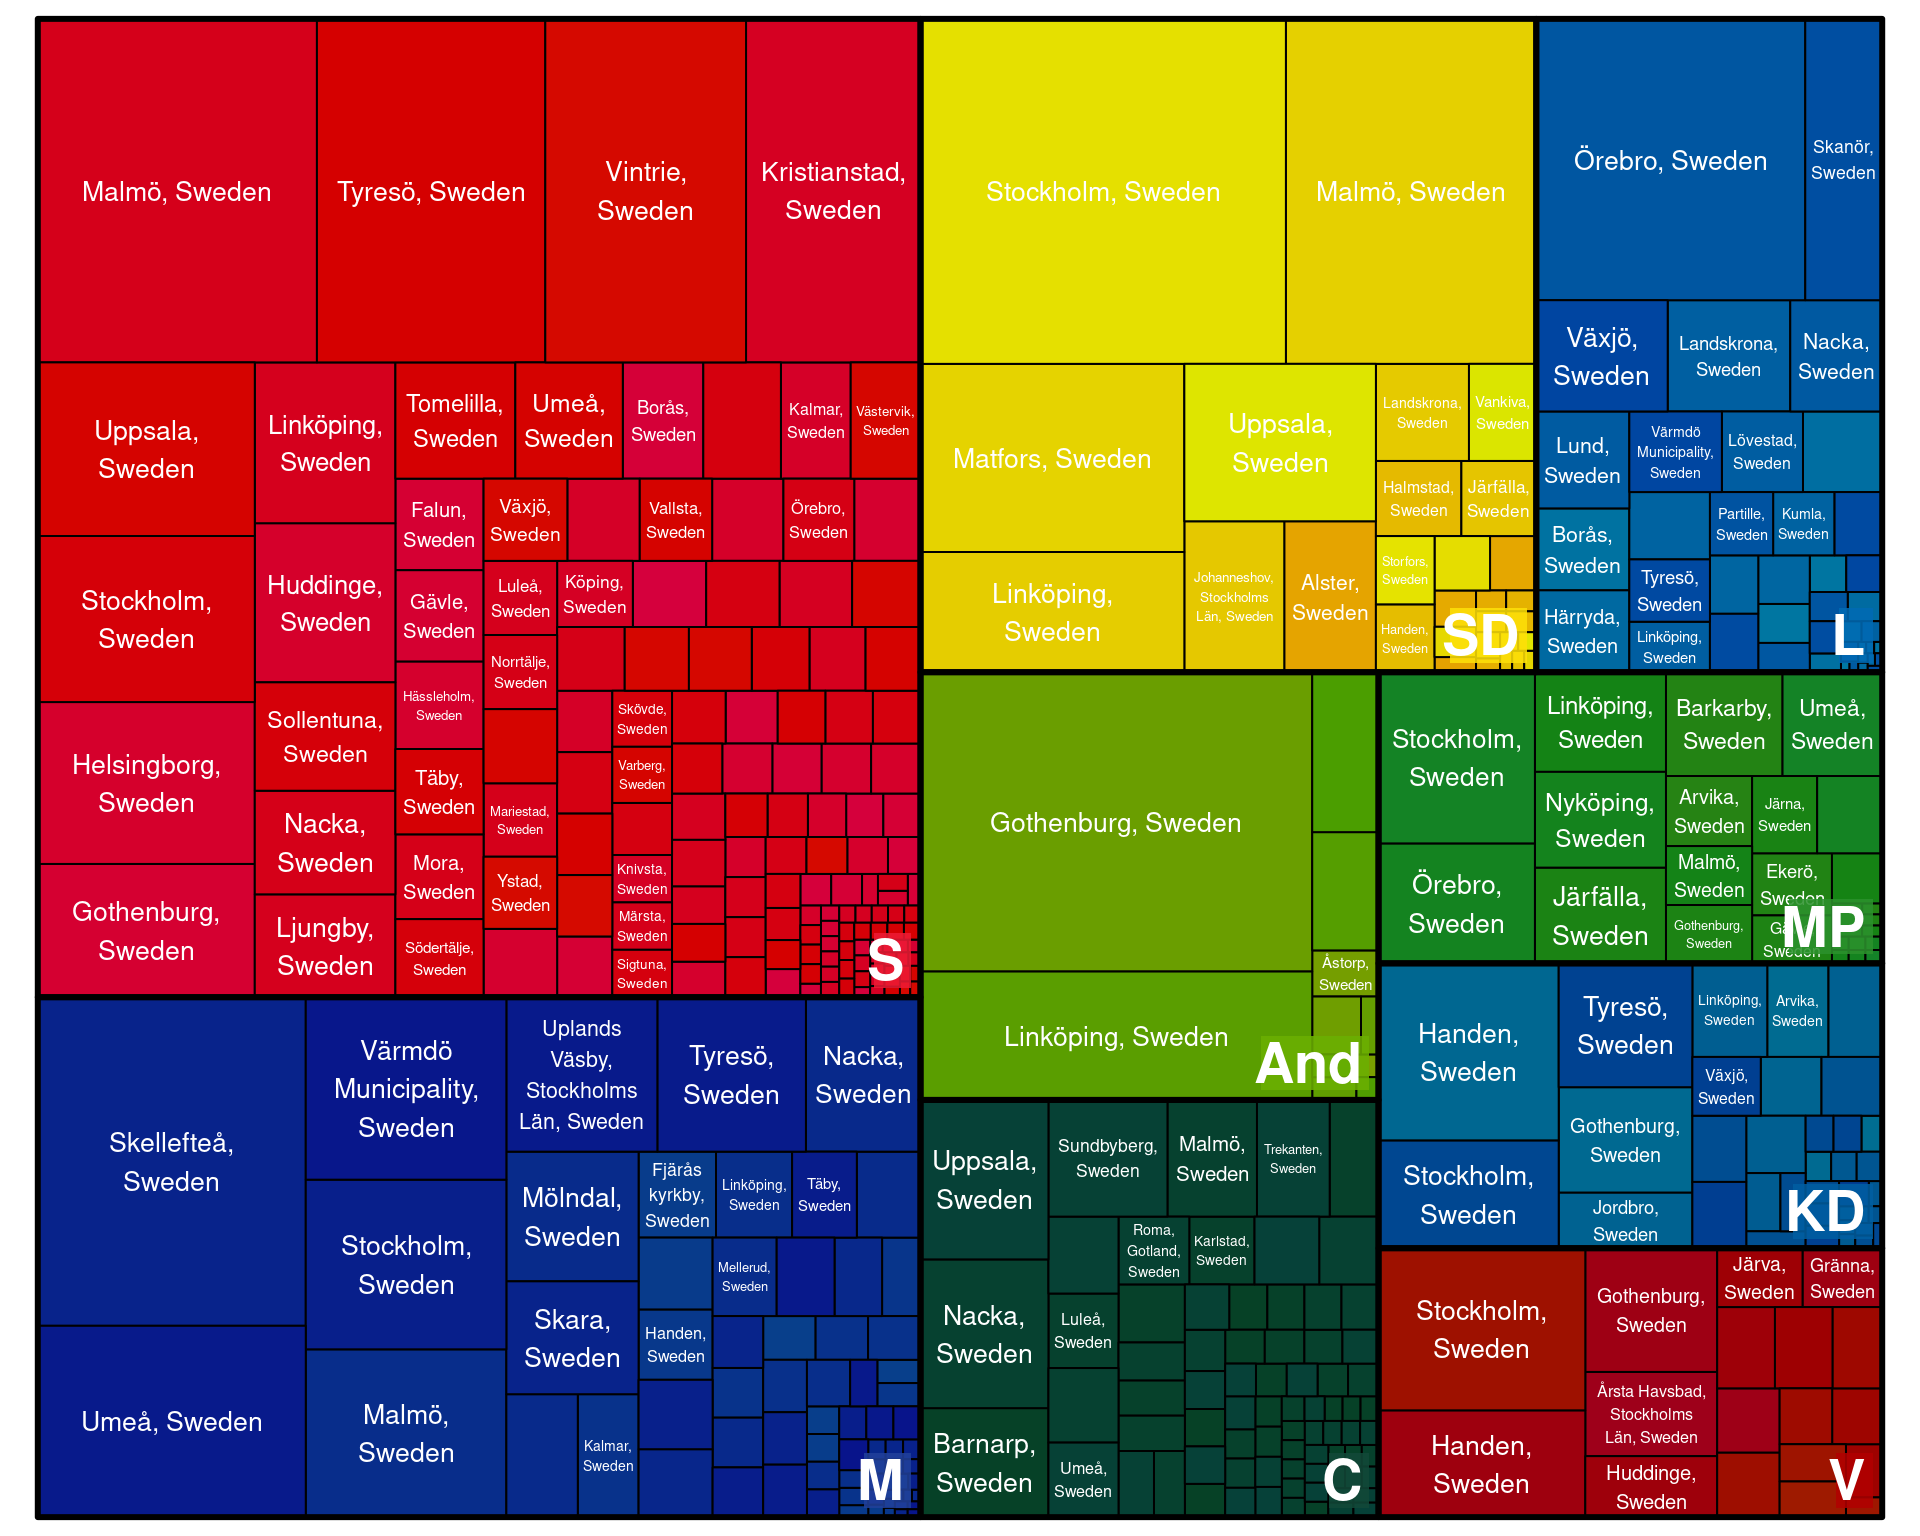 Malmö, Sweden
Tyresö, Sweden
Vintrie,
Sweden
Kristianstad,
Sweden
Uppsala,
Sweden
Stockholm,
Sweden
Helsingborg,
Sweden
Gothenburg,
Sweden
Linköping,
Sweden
Huddinge,
Sweden
Sollentuna,
Sweden
Nacka,
Sweden
Ljungby,
Sweden
Tomelilla,
Sweden
Umeå,
Sweden
Borås,
Sweden
Kalmar,
Sweden
Västervik,
Sweden
Falun,
Sweden
Gävle,
Sweden
Hässleholm,
Sweden
Täby,
Sweden
Mora,
Sweden
Södertälje,
Sweden
Växjö,
Sweden
Vallsta,
Sweden
Örebro,
Sweden
Luleå,
Sweden
Köping,
Sweden
Norrtälje,
Sweden
Mariestad,
Sweden
Ystad,
Sweden
Skövde,
Sweden
Varberg,
Sweden
Knivsta,
Sweden
Märsta,
Sweden
Sigtuna,
Sweden
S
Stockholm, Sweden
Malmö, Sweden
Matfors, Sweden
Linköping,
Sweden
Uppsala,
Sweden
Johanneshov,
Stockholms
Län, Sweden
Alster,
Sweden
Landskrona,
Sweden
Vankiva,
Sweden
Halmstad,
Sweden
Järfälla,
Sweden
Storfors,
Sweden
Handen,
Sweden
SD
Örebro, Sweden
Skanör,
Sweden
Växjö,
Sweden
Landskrona,
Sweden
Nacka,
Sweden
Lund,
Sweden
Borås,
Sweden
Härryda,
Sweden
Värmdö
Municipality,
Sweden
Lövestad,
Sweden
Partille,
Sweden
Kumla,
Sweden
Tyresö,
Sweden
Linköping,
Sweden
L
Gothenburg, Sweden
Linköping, Sweden
Åstorp,
Sweden
And
Stockholm,
Sweden
Örebro,
Sweden
Linköping,
Sweden
Nyköping,
Sweden
Järfälla,
Sweden
Barkarby,
Sweden
Umeå,
Sweden
Arvika,
Sweden
Järna,
Sweden
Malmö,
Sweden
Gothenburg,
Sweden
Ekerö,
Sweden
MP
Skellefteå,
Sweden
Umeå, Sweden
Värmdö
Municipality,
Sweden
Stockholm,
Sweden
Malmö,
Sweden
Uplands
Väsby,
Stockholms
Län, Sweden
Tyresö,
Sweden
Nacka,
Sweden
Mölndal,
Sweden
Skara,
Sweden
Kalmar,
Sweden
Fjärås
kyrkby,
Sweden
Linköping,
Sweden
Täby,
Sweden
Mellerud,
Sweden
Handen,
Sweden
M
Uppsala,
Sweden
Nacka,
Sweden
Barnarp,
Sweden
Sundbyberg,
Sweden
Malmö,
Sweden
Trekanten,
Sweden
Roma,
Gotland,
Sweden
Karlstad,
Sweden
Luleå,
Sweden
Umeå,
Sweden
C
Handen,
Sweden
Stockholm,
Sweden
Tyresö,
Sweden
Gothenburg,
Sweden
Jordbro,
Sweden
Linköping,
Sweden
Arvika,
Sweden
Växjö,
Sweden
KD
Stockholm,
Sweden
Handen,
Sweden
Gothenburg,
Sweden
Årsta Havsbad,
Stockholms
Län, Sweden
Huddinge,
Sweden
Järva,
Sweden
Gränna,
Sweden
V